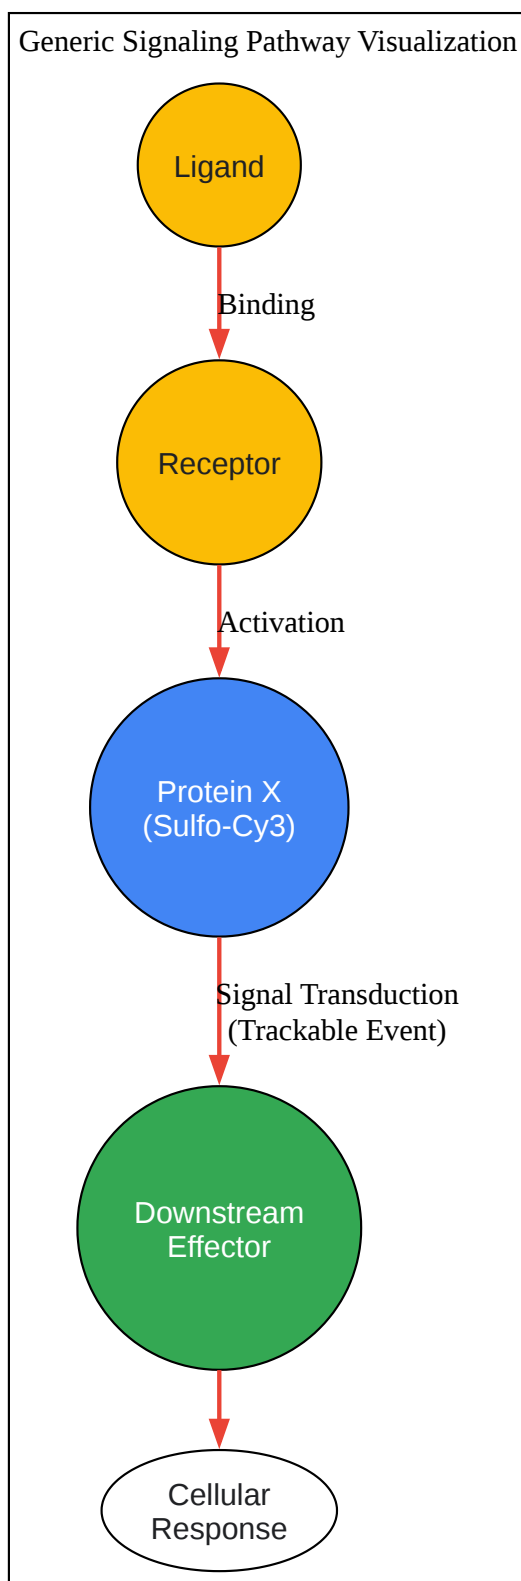 Generic Signaling Pathway Visualization
Ligand
Binding
Receptor
Activation
Protein X
(Sulfo-Cy3)
Signal Transduction
(Trackable Event)
Downstream
Effector
Cellular
Response